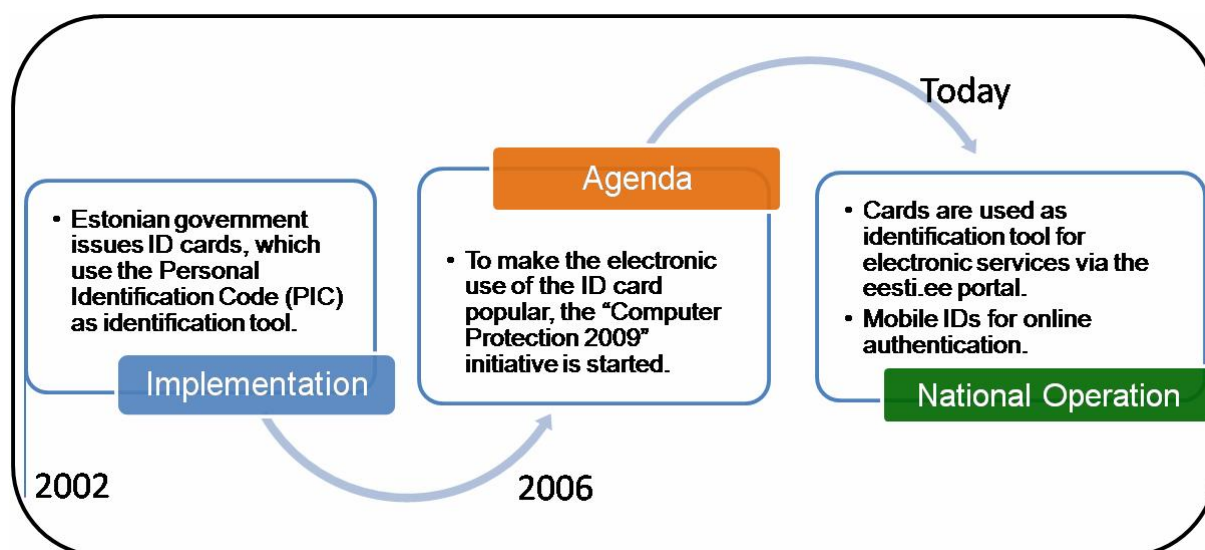 • Estonian government
issues ID cards, which
use the Personal
Identification Code (PIC)
as identification tool.
Implementation
2002
Agenda
• To make the electronic
use of the ID card
popular, the “Computer
Protection 2009”
initiative is started.
2006
Today
• Cards are used as
identification tool for
electronic services via the
eesti.ee portal.
• Mobile IDs for online
authentication.
National Operation